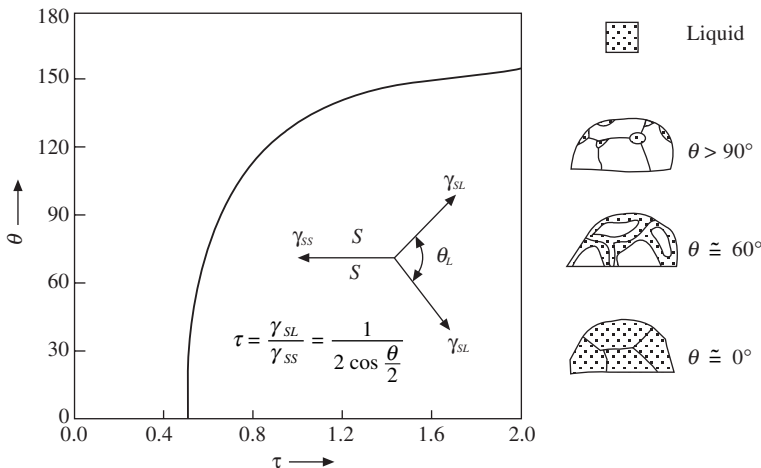 180
150
120
90
60
30
0
θ
0.0 0.4 0.8 1.2 1.6 2.0
τ
γSL
γSS S
S
θL
γSL
τ = γSL / γSS = 1 / 2 cos θ/2
Liquid
θ > 90°
θ ≅ 60°
θ ≅ 0°